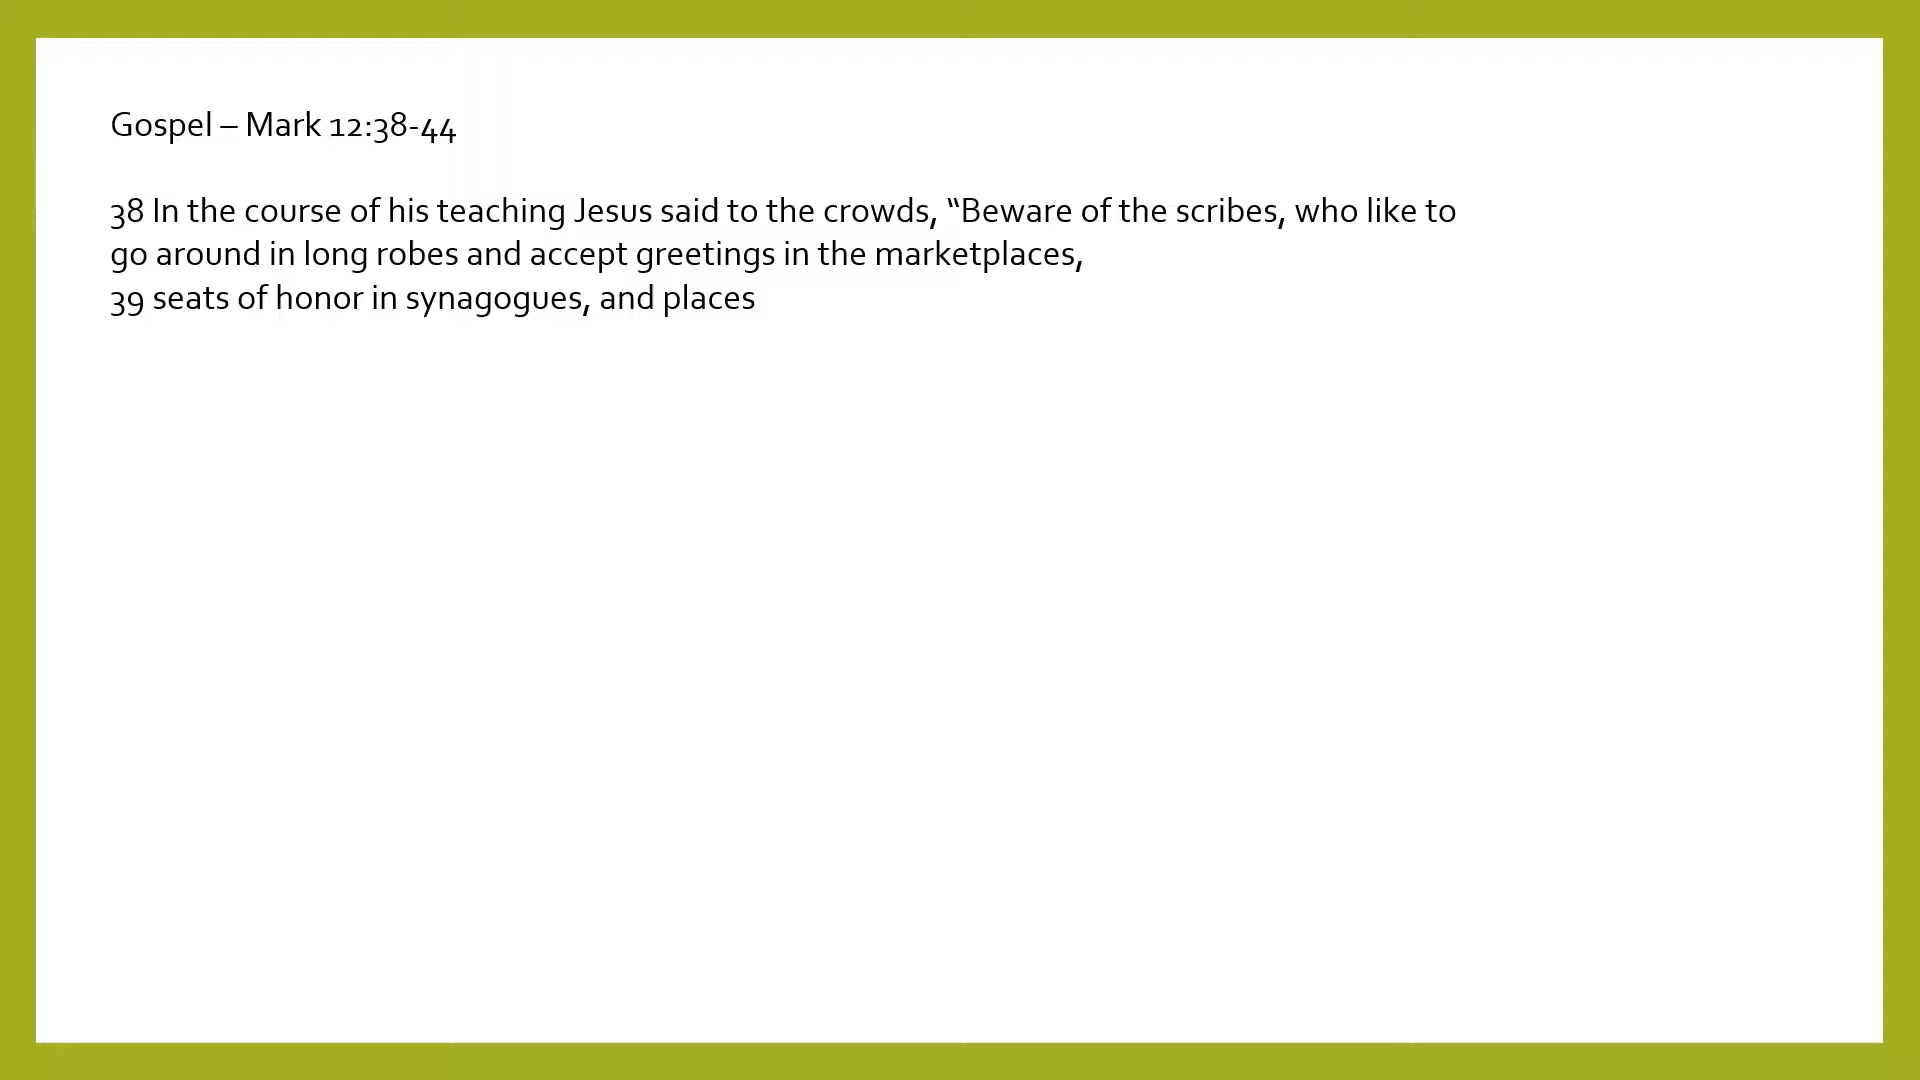 Gospel – Mark 12:38-44
38 In the course of his teaching Jesus said to the crowds, “Beware of the scribes, who like to
go around in long robes and accept greetings in the marketplaces,
39 seats of honor in synagogues, and places